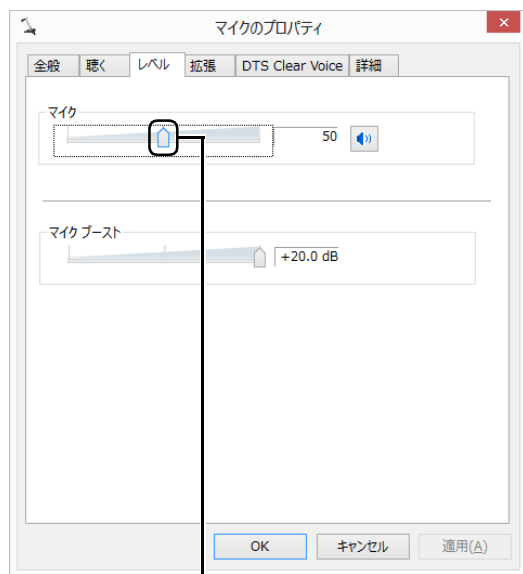 マイクのプロパティ
×
全般 聴く レベル 拡張 DTS Clear Voice 詳細
マイク
50
マイク ブースト
+20.0 dB
OK キャンセル 適用(A)